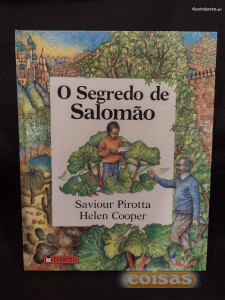 O Segredo de
Salomão
Saviour Pirotta
Helen Cooper
coisas